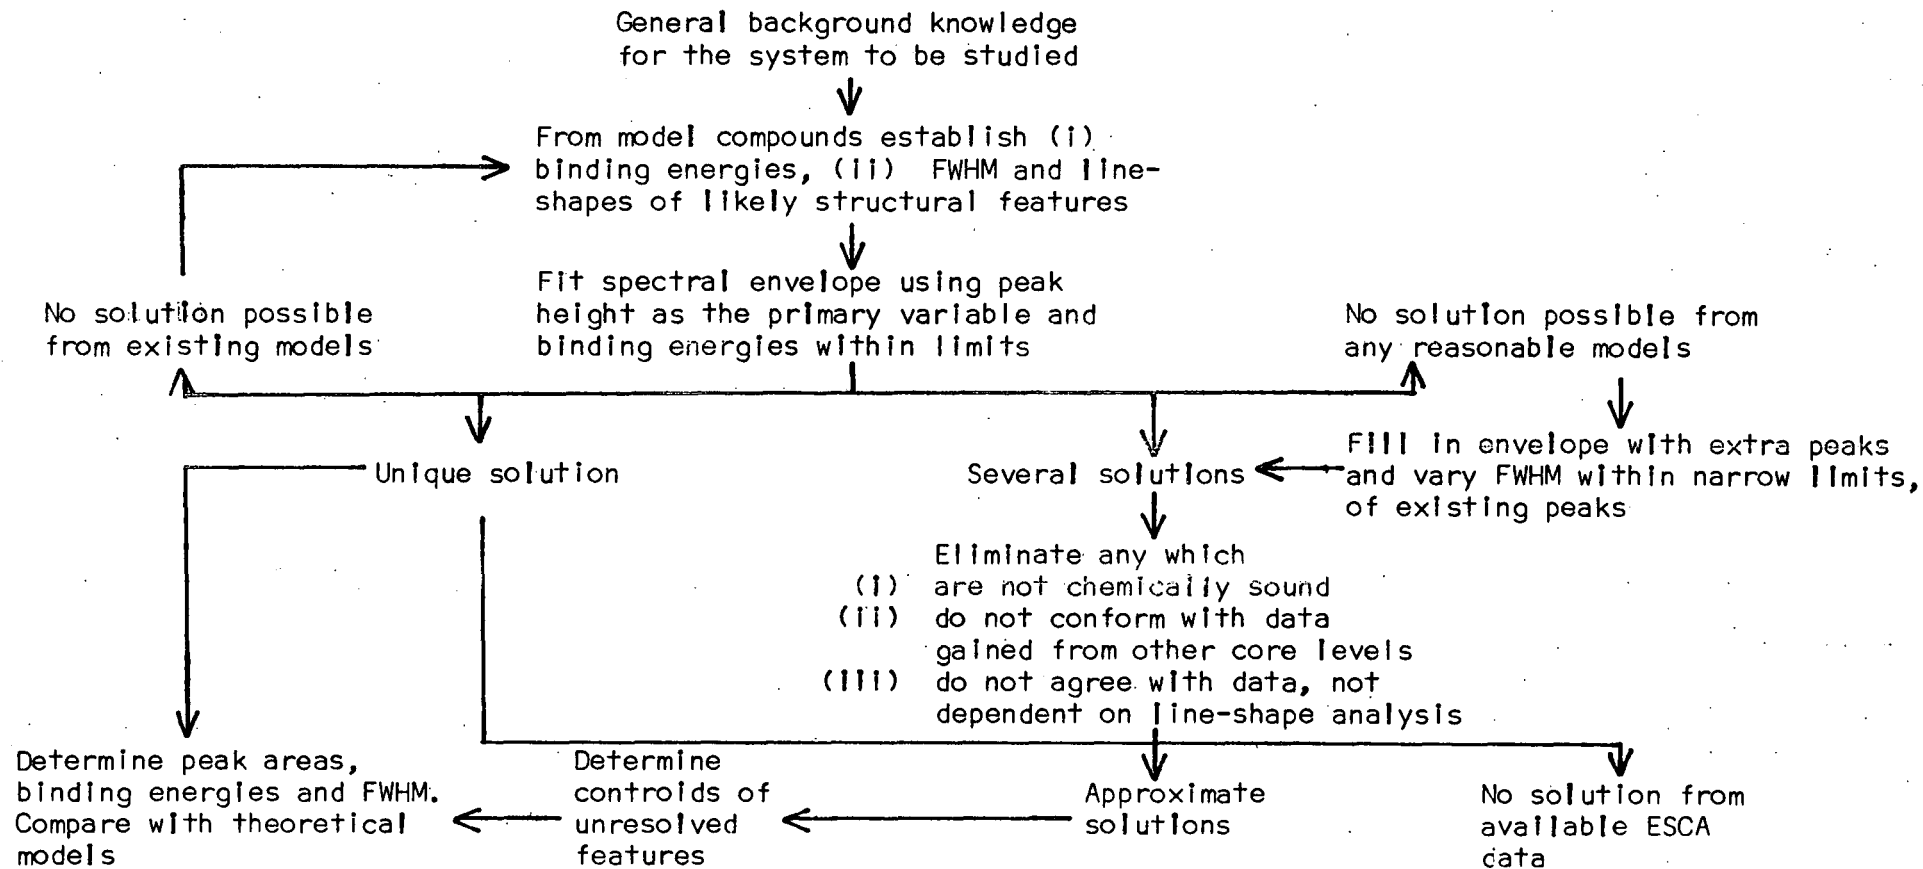 General background knowledge
for the system to be studied
From model compounds establish (i)
binding energies, (ii) FWHM and line-
shapes of likely structural features
Fit spectral envelope using peak
height as the primary variable and
binding energies within limits
No solution possible
from existing models
No solution possible from
any reasonable models
Unique solution
Several solutions
Fill in envelope with extra peaks
and vary FWHM within narrow limits,
of existing peaks
Eliminate any which
(i) are not chemically sound
(ii) do not conform with data
gained from other core levels
(iii) do not agree with data, not
dependent on line-shape analysis
Determine peak areas,
binding energies and FWHM.
Compare with theoretical
models
Determine
controids of
unresolved
features
Approximate
solutions
No solution from
available ESCA
data